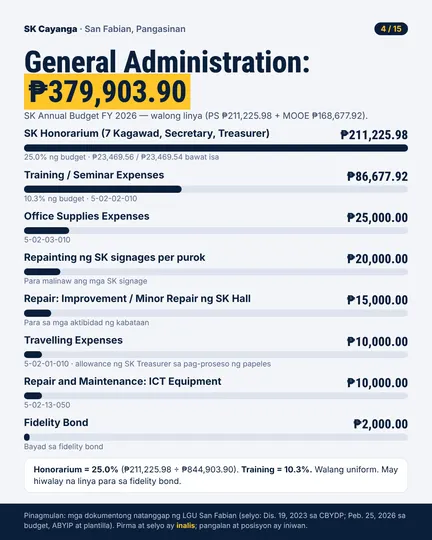 SK Cayanga · San Fabian, Pangasinan
4 / 15
General Administration:
₱379,903.90
SK Annual Budget FY 2026 — walong linya (PS ₱211,225.98 + MOOE ₱168,677.92).
SK Honorarium (7 Kagawad, Secretary, Treasurer)
₱211,225.98
25.0% ng budget · ₱23,469.56 / ₱23,469.54 bawat isa
Training / Seminar Expenses
₱86,677.92
10.3% ng budget · 5-02-02-010
Office Supplies Expenses
₱25,000.00
5-02-03-010
Repainting ng SK signages per purok
₱20,000.00
Para malinaw ang mga SK signage
Repair: Improvement / Minor Repair ng SK Hall
₱15,000.00
Para sa mga aktibidad ng kabataan
Travelling Expenses
₱10,000.00
5-02-01-010 · allowance ng SK Treasurer sa pag-proseso ng papeles
Repair and Maintenance: ICT Equipment
₱10,000.00
5-02-13-050
Fidelity Bond
₱2,000.00
Bayad sa fidelity bond
Honorarium = 25.0% (₱211,225.98 ÷ ₱844,903.90). Training = 10.3%. Walang uniform. May
hiwalay na linya para sa fidelity bond.
Pinagmulan: mga dokumentong natanggap ng LGU San Fabian (selyo: Dis. 19, 2023 sa CBYDP; Peb. 25, 2026 sa
budget, ABYIP at plantilla). Pirma at selyo ay inalis; pangalan at posisyon ay iniwan.